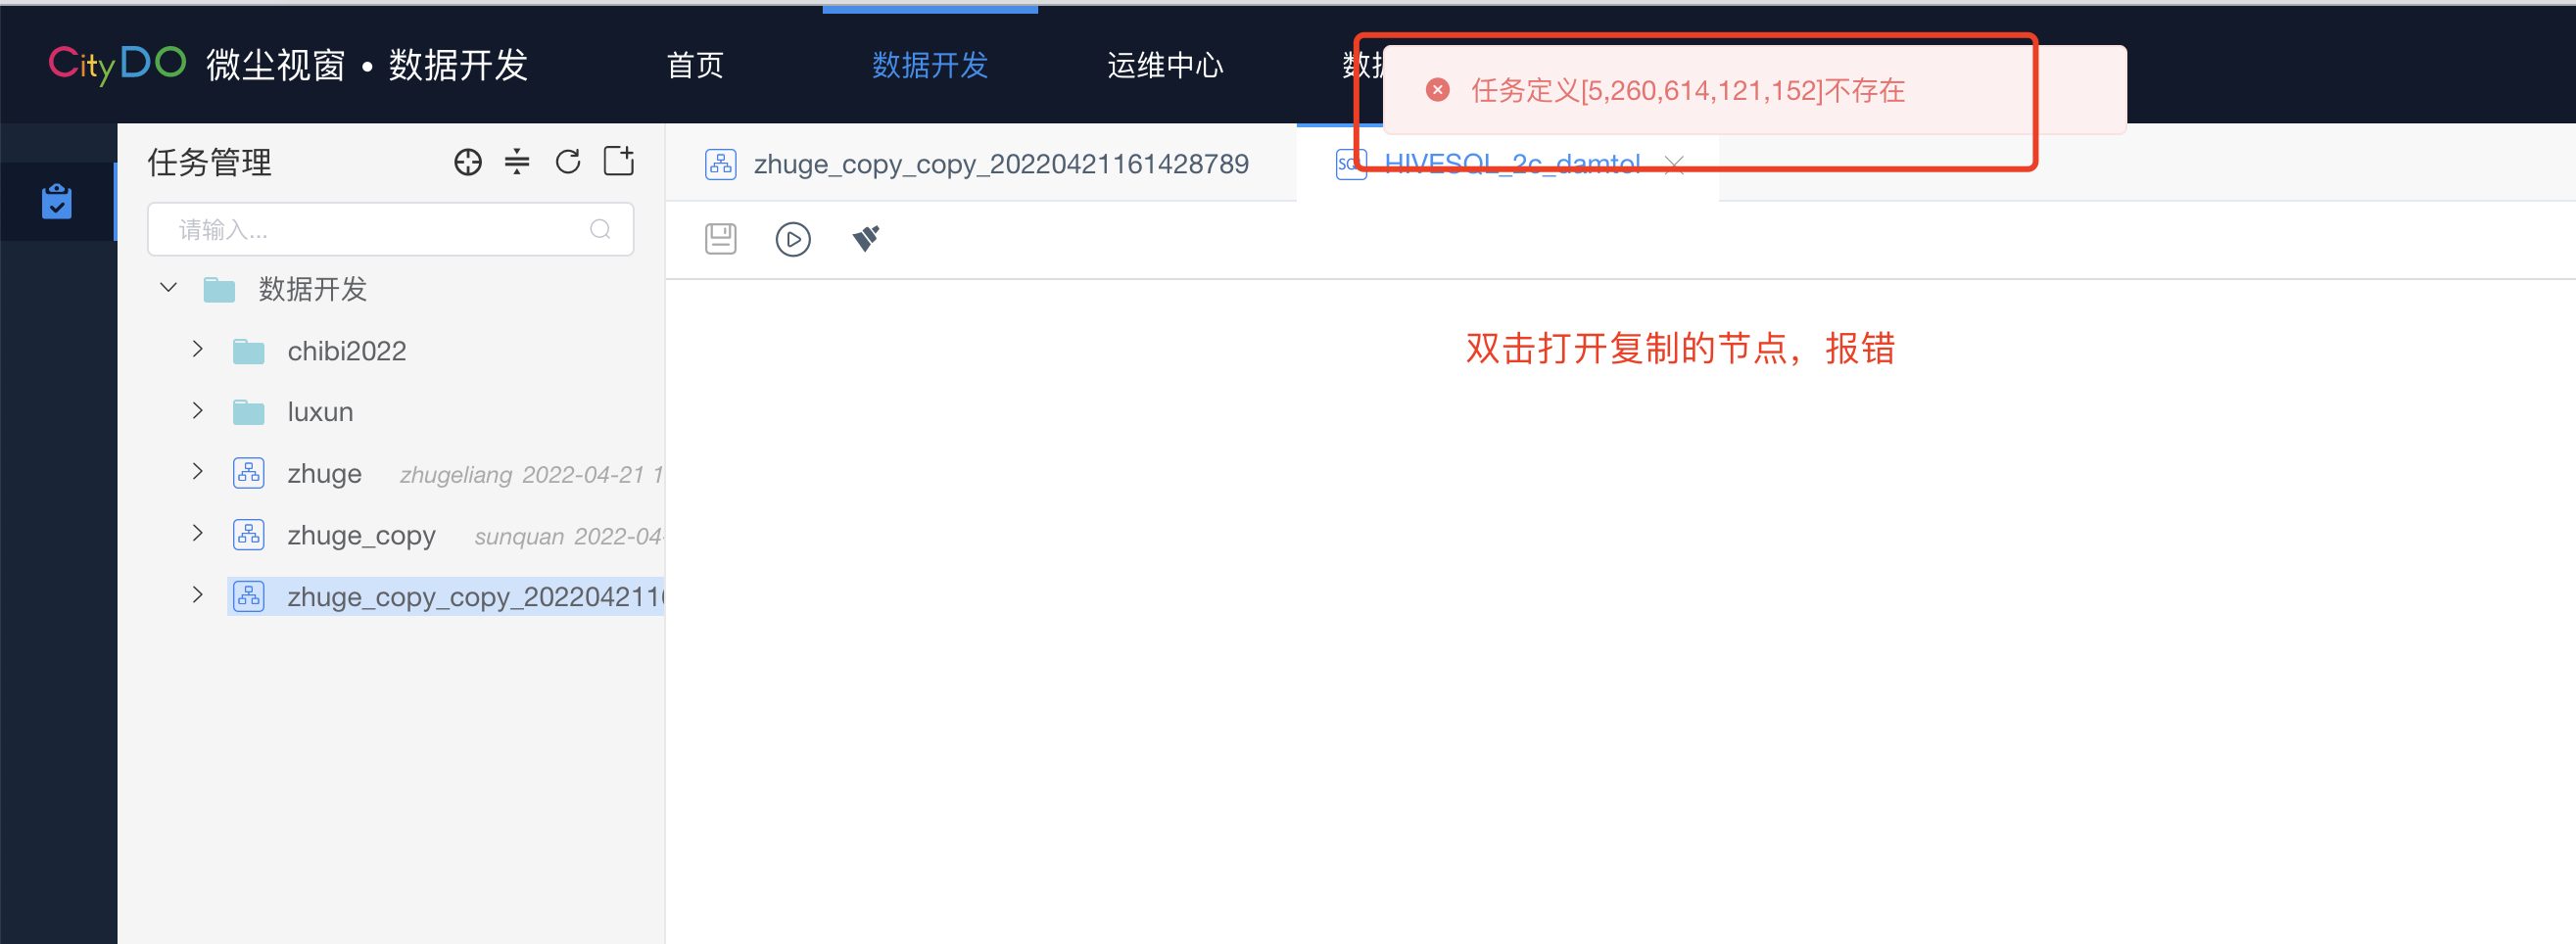 CityDO 微尘视窗 • 数据开发 首页 数据开发 运维中心
任务定义[5,260,614,121,152]不存在
任务管理
zhuge_copy_copy_20220421161428789
HIVESQL_2c_damtol
请输入...
数据开发
双击打开复制的节点，报错
chibi2022
luxun
zhuge zhugeliang 2022-04-21 1
zhuge_copy sunquan 2022-04-
zhuge_copy_copy_2022042116